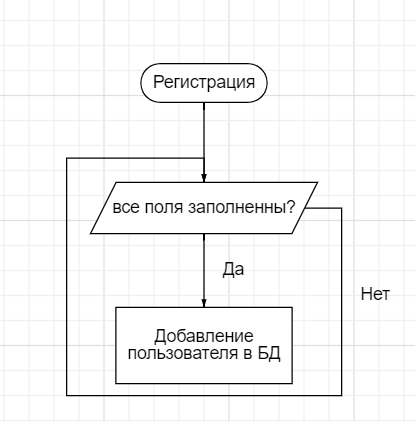 Регистрация
все поля заполненны?
Да
Нет
Добавление
пользователя в БД